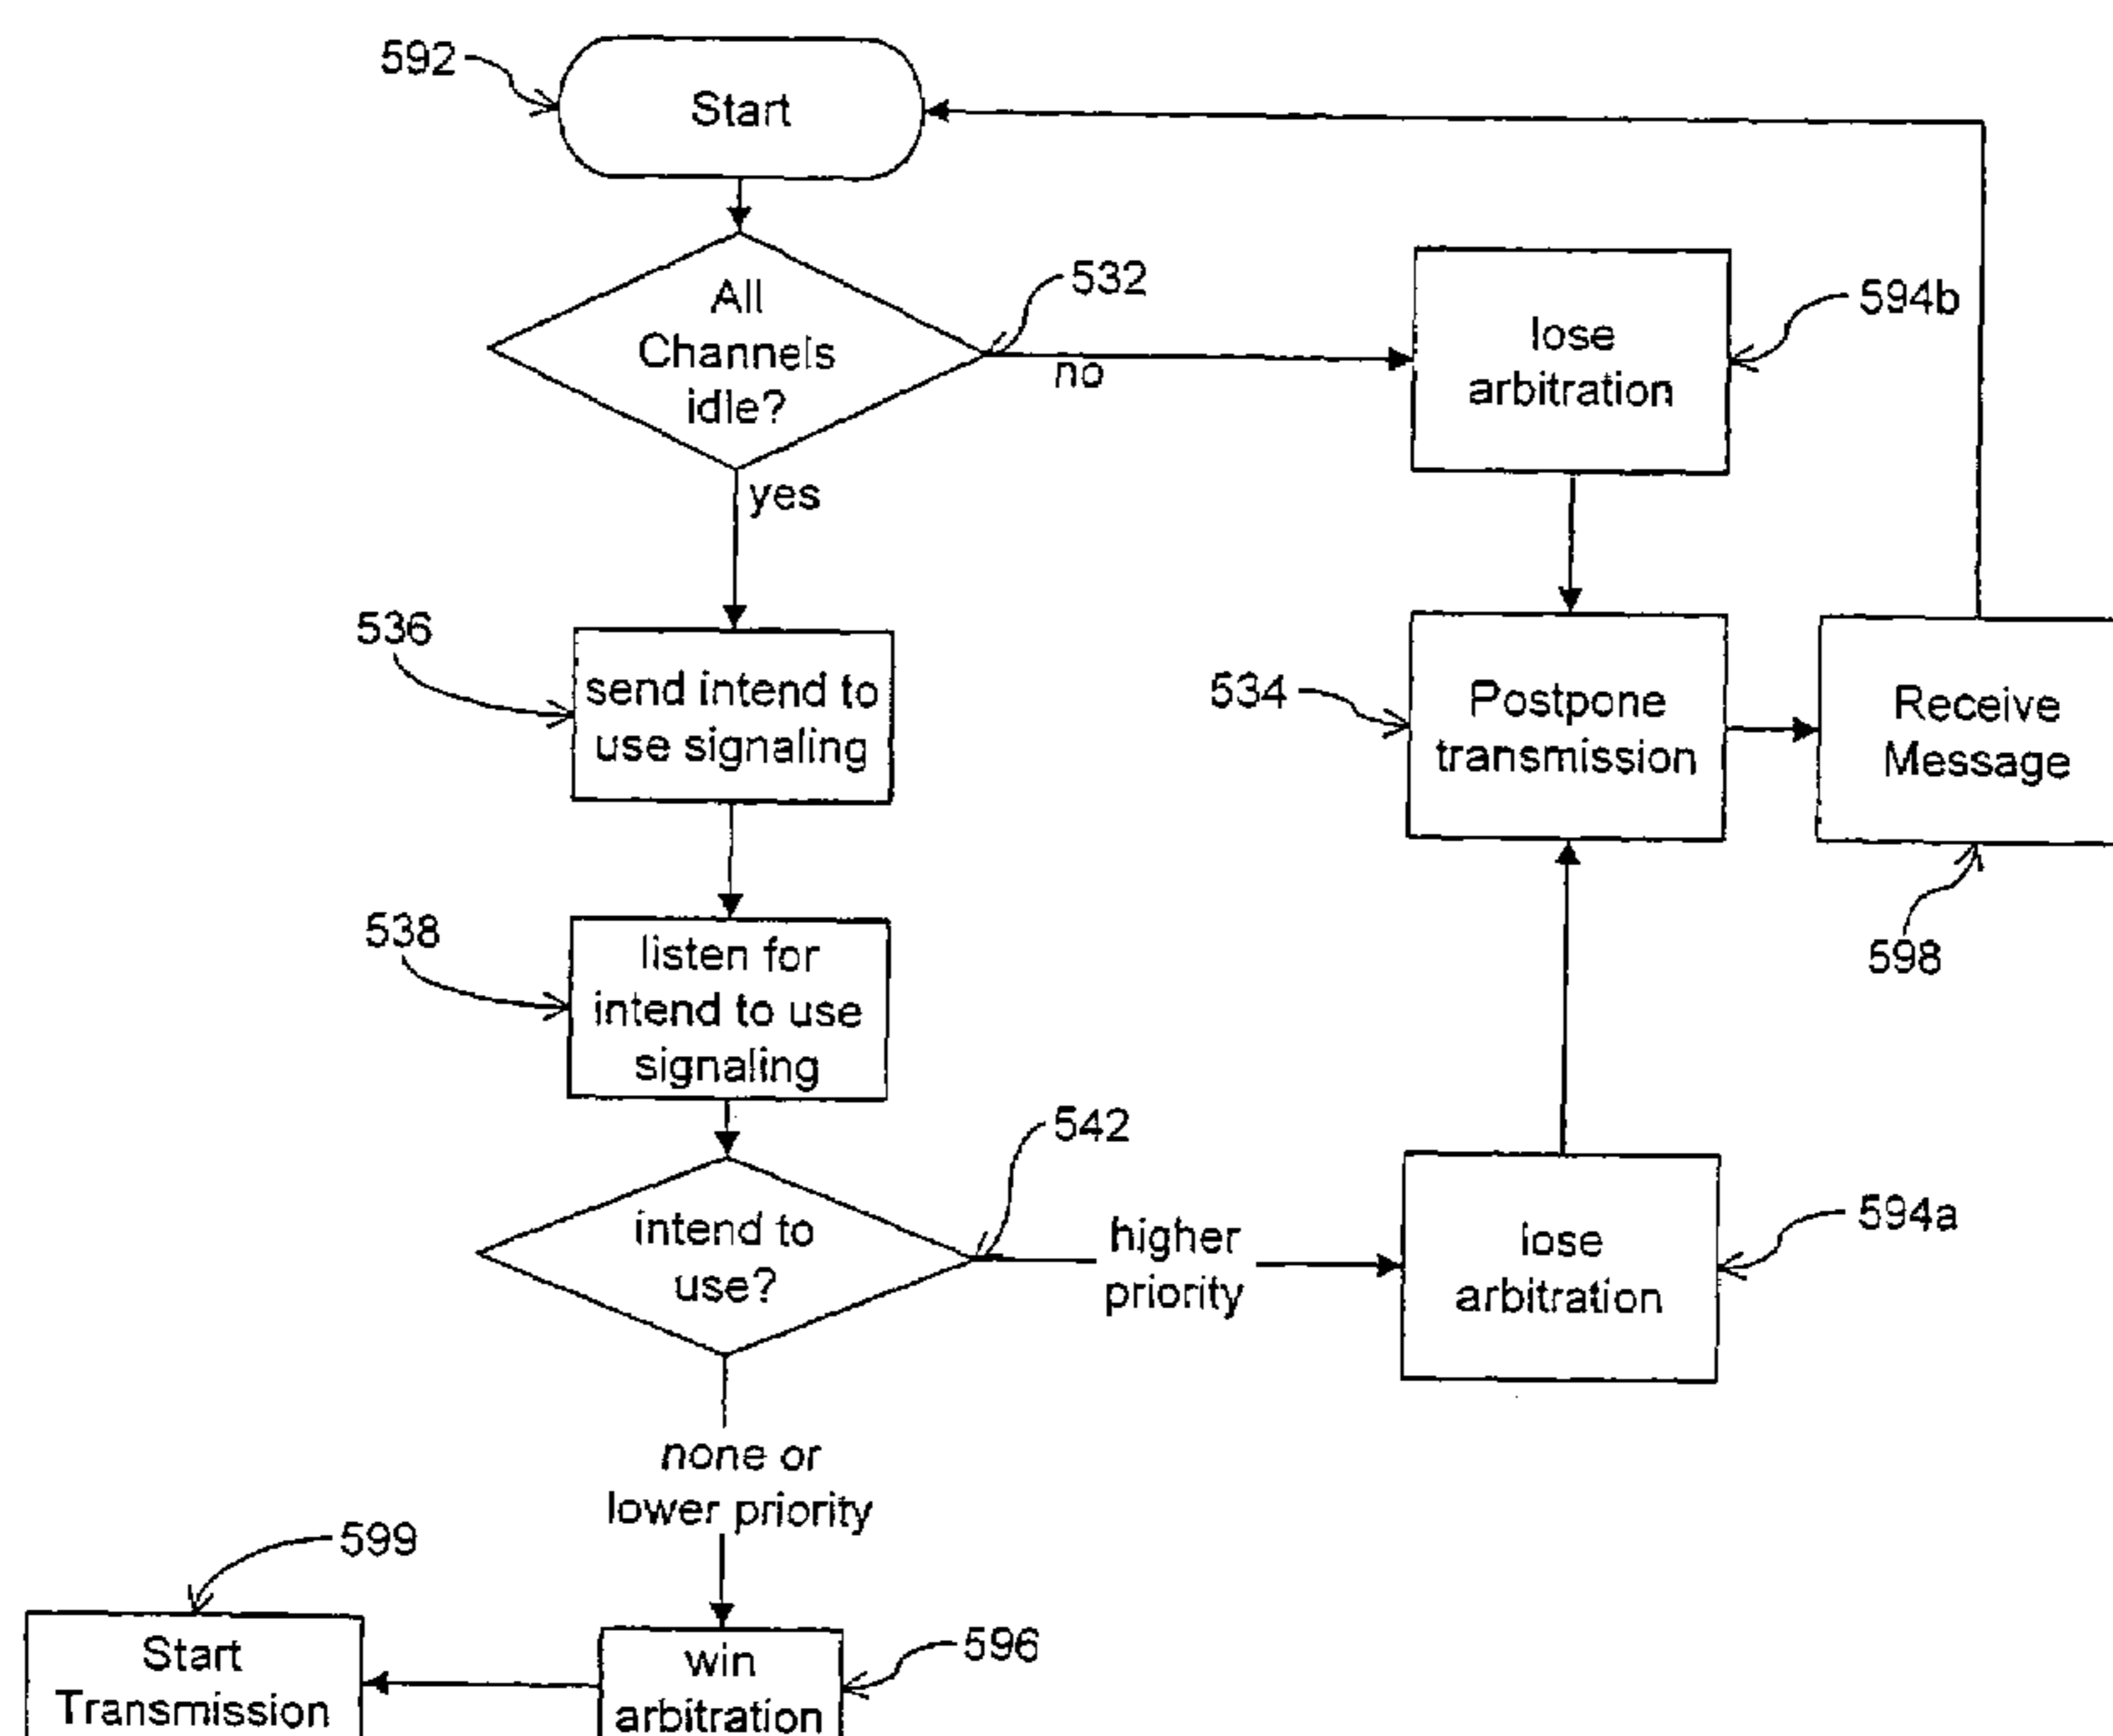 592
Start
All
Channels
idle?
532
no
lose
arbitration
594b
yes
536
send intend to
use signaling
534
Postpone
transmission
Receive
Message
598
538
listen for
intend to use
signaling
542
intend to
use?
higher
priority
lose
arbitration
594a
none or
lower priority
599
Start
Transmission
win
arbitration
596